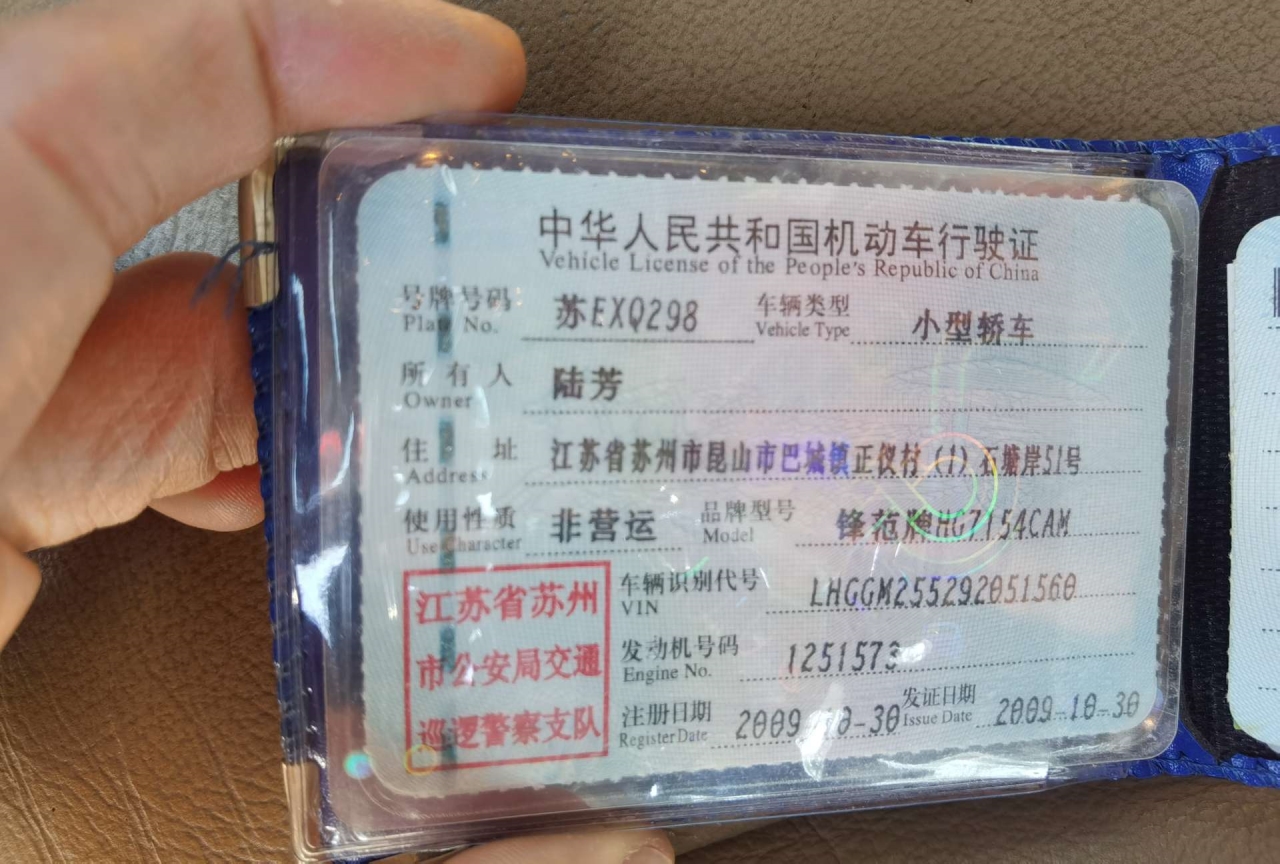 中华人民共和国机动车行驶证
Vehicle License of the People's Republic of China
号牌号码 苏EXQ298 车辆类型 小型轿车
Plate No. Vehicle Type
所有人 陆芳
Owner
住址 江苏省苏州市昆山市巴城镇正仪村(1)石塘岸51号
Address
使用性质 非营运 品牌型号 锋范牌HG7154CAM
Use Character Model
江苏省苏州
市公安局交通
巡逻警察支队
车辆识别代号 LHGGM255292051560
VIN
发动机号码 1251573
Engine No.
注册日期 2009-10-30 发证日期 2009-10-30
Register Date Issue Date